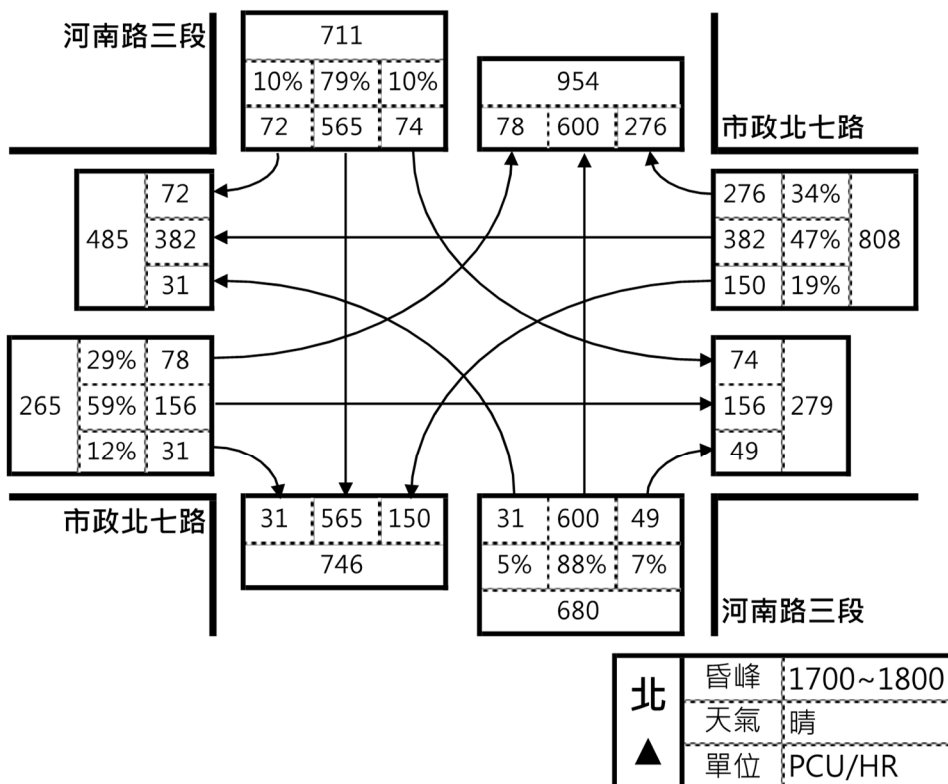 河南路三段
711
10% 79% 10%
72 565 74
954
78 600 276
市政北七路
485
72
382
31
276 34%
382 47%
150 19%
808
265
29% 78
59% 156
12% 31
74
156
49
279
市政北七路
31 565 150
746
31 600 49
5% 88% 7%
680
河南路三段
北
▲
昏峰 1700~1800
天氣 晴
單位 PCU/HR